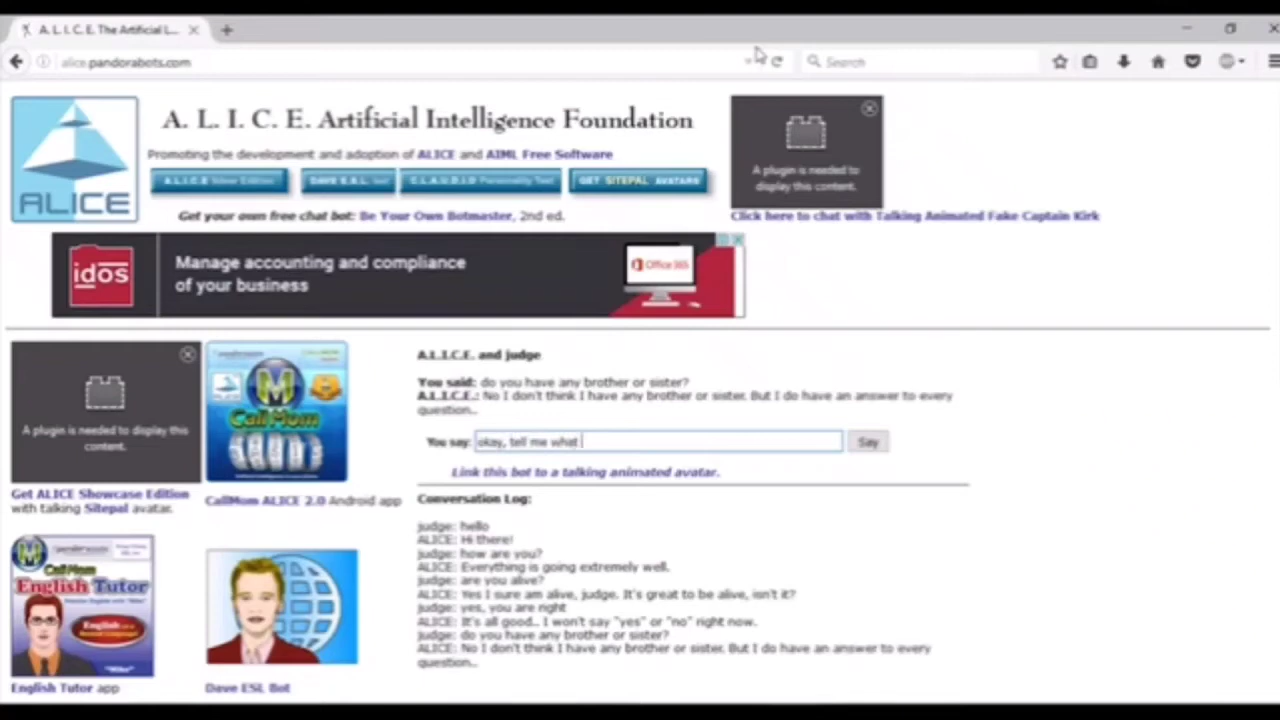 A. L. I. C. E. The Artificial L...
alice.pandorabots.com
Search
ALICE
A. L. I. C. E. Artificial Intelligence Foundation
Promoting the development and adoption of ALICE and AIML Free Software
A.L.I.C.E Silver Edition
DAVE E.S.L. bot
C.L.A.U.D.I.O Personality Test
GET SITEPAL AVATARS
Get your own free chat bot: Be Your Own Botmaster, 2nd ed.
A plugin is needed to
display this content.
Click here to chat with Talking Animated Fake Captain Kirk
idos
Manage accounting and compliance
of your business
Office 365
A plugin is needed to display this
content.
Get ALICE Showcase Edition
with talking Sitepal avatar.
CallMom
CallMom ALICE 2.0 Android app
CallMom
English Tutor
English
"Mike"
English Tutor app
Dave ESL Bot
A.L.I.C.E. and judge
You said: do you have any brother or sister?
A.L.I.C.E.: No I don't think I have any brother or sister. But I do have an answer to every
question..
You say: okay, tell me what
Say
Link this bot to a talking animated avatar.
Conversation Log:
judge: hello
ALICE: Hi there!
judge: how are you?
ALICE: Everything is going extremely well.
judge: are you alive?
ALICE: Yes I sure am alive, judge. It's great to be alive, isn't it?
judge: yes, you are right
ALICE: It's all good.. I won't say "yes" or "no" right now.
judge: do you have any brother or sister?
ALICE: No I don't think I have any brother or sister. But I do have an answer to every
question..